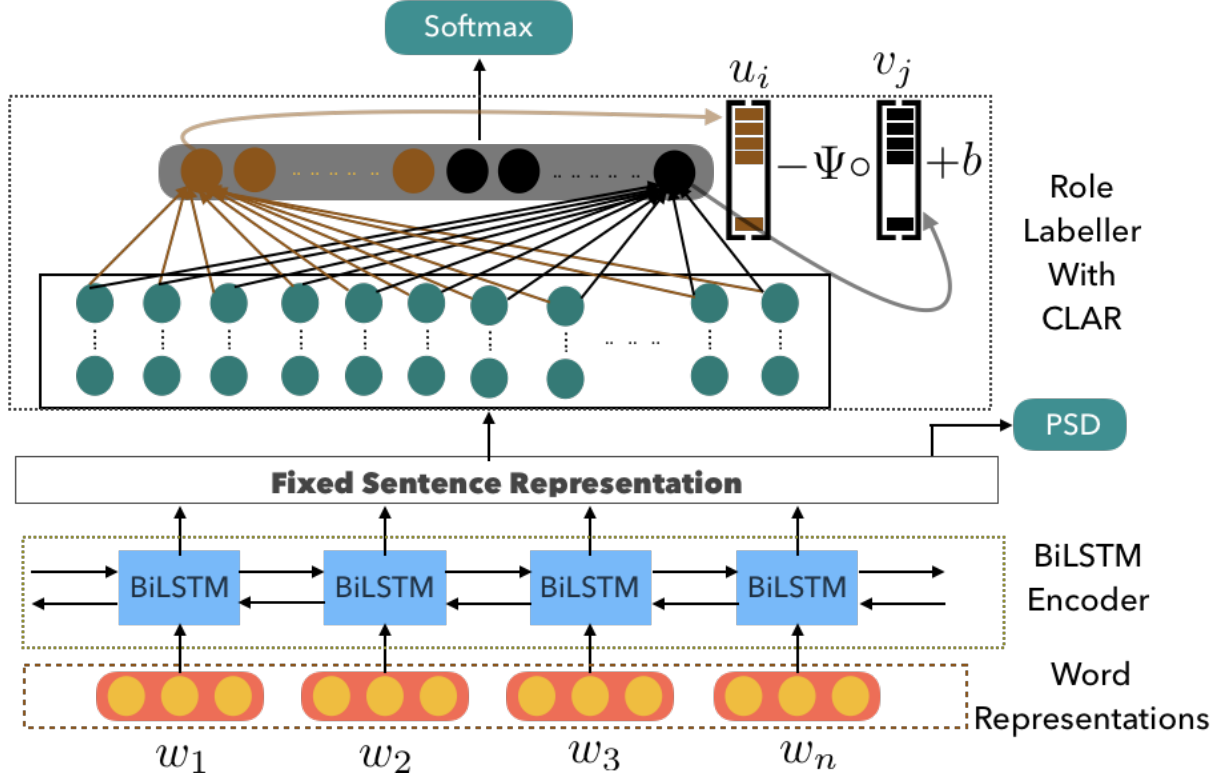 Softmax
u_i
v_j
−Ψ∘
+b
Role
Labeller
With
CLAR
PSD
Fixed Sentence Representation
BiLSTM
BiLSTM
BiLSTM
BiLSTM
BiLSTM
Encoder
Word
Representations
w_1
w_2
w_3
w_n